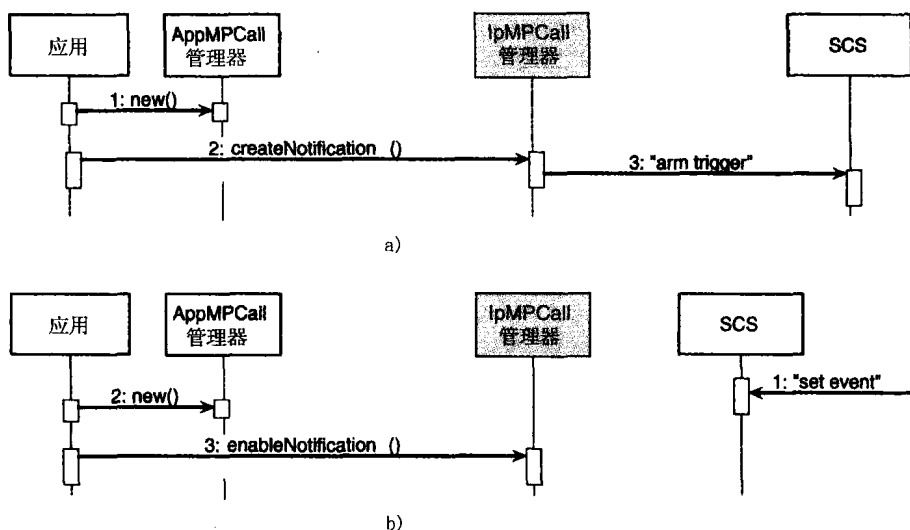 应用
AppMPCall
管理器
IpMPCall
管理器
SCS
1: new()
2: createNotification ()
3: "arm trigger"
a)
应用
AppMPCall
管理器
IpMPCall
管理器
SCS
1: "set event"
2: new()
3: enableNotification ()
b)